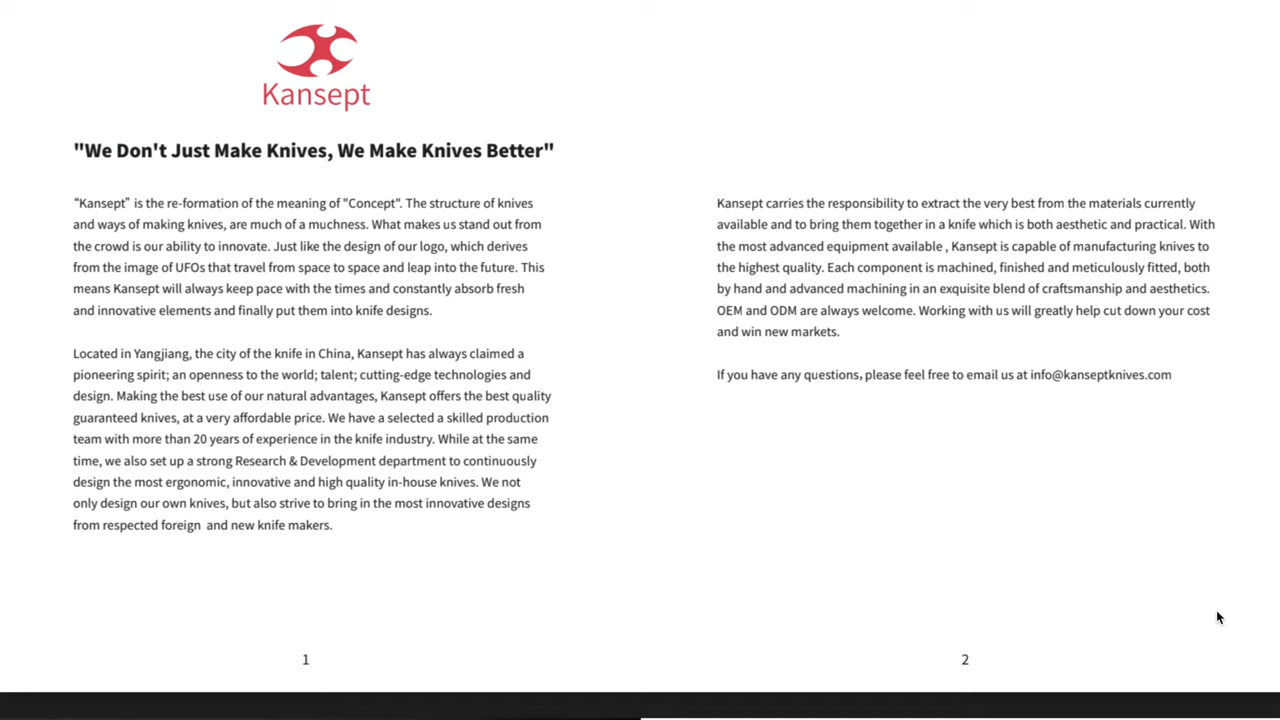 Kansept
"We Don't Just Make Knives, We Make Knives Better"
“Kansept” is the re-formation of the meaning of "Concept". The structure of knives
and ways of making knives, are much of a muchness. What makes us stand out from
the crowd is our ability to innovate. Just like the design of our logo, which derives
from the image of UFOs that travel from space to space and leap into the future. This
means Kansept will always keep pace with the times and constantly absorb fresh
and innovative elements and finally put them into knife designs.
Located in Yangjiang, the city of the knife in China, Kansept has always claimed a
pioneering spirit; an openness to the world; talent; cutting-edge technologies and
design. Making the best use of our natural advantages, Kansept offers the best quality
guaranteed knives, at a very affordable price. We have a selected a skilled production
team with more than 20 years of experience in the knife industry. While at the same
time, we also set up a strong Research & Development department to continuously
design the most ergonomic, innovative and high quality in-house knives. We not
only design our own knives, but also strive to bring in the most innovative designs
from respected foreign  and new knife makers.
1
Kansept carries the responsibility to extract the very best from the materials currently
available and to bring them together in a knife which is both aesthetic and practical. With
the most advanced equipment available , Kansept is capable of manufacturing knives to
the highest quality. Each component is machined, finished and meticulously fitted, both
by hand and advanced machining in an exquisite blend of craftsmanship and aesthetics.
OEM and ODM are always welcome. Working with us will greatly help cut down your cost
and win new markets.
If you have any questions, please feel free to email us at info@kanseptknives.com
2